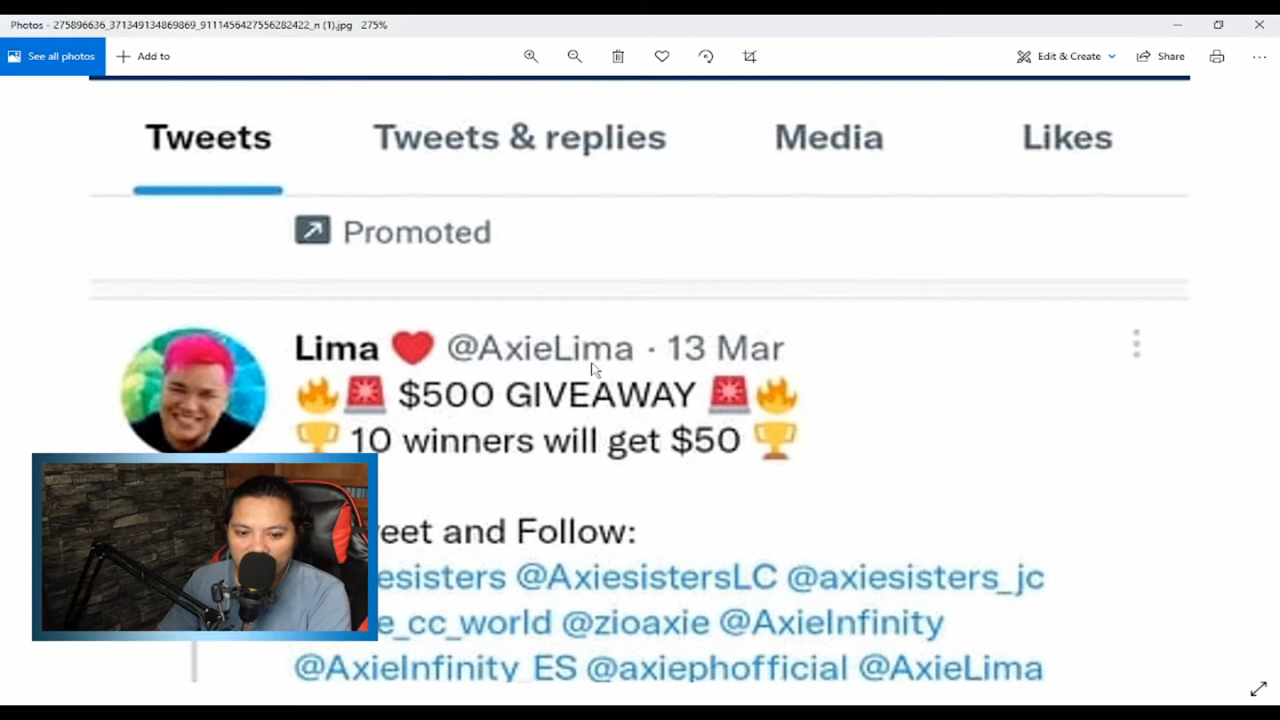 Photos - 275896636_371349134869869_9111456427556282422_n (1).jpg 275%
See all photos Add to Edit & Create Share
Tweets Tweets & replies Media Likes
Promoted
Lima ❤️ @AxieLima · 13 Mar
🔥🚨 $500 GIVEAWAY 🚨🔥
🏆 10 winners will get $50 🏆
eet and Follow:
esisters @AxiesistersLC @axiesisters_jc
e_cc_world @zioaxie @AxieInfinity
@AxieInfinity_ES @axiephofficial @AxieLima